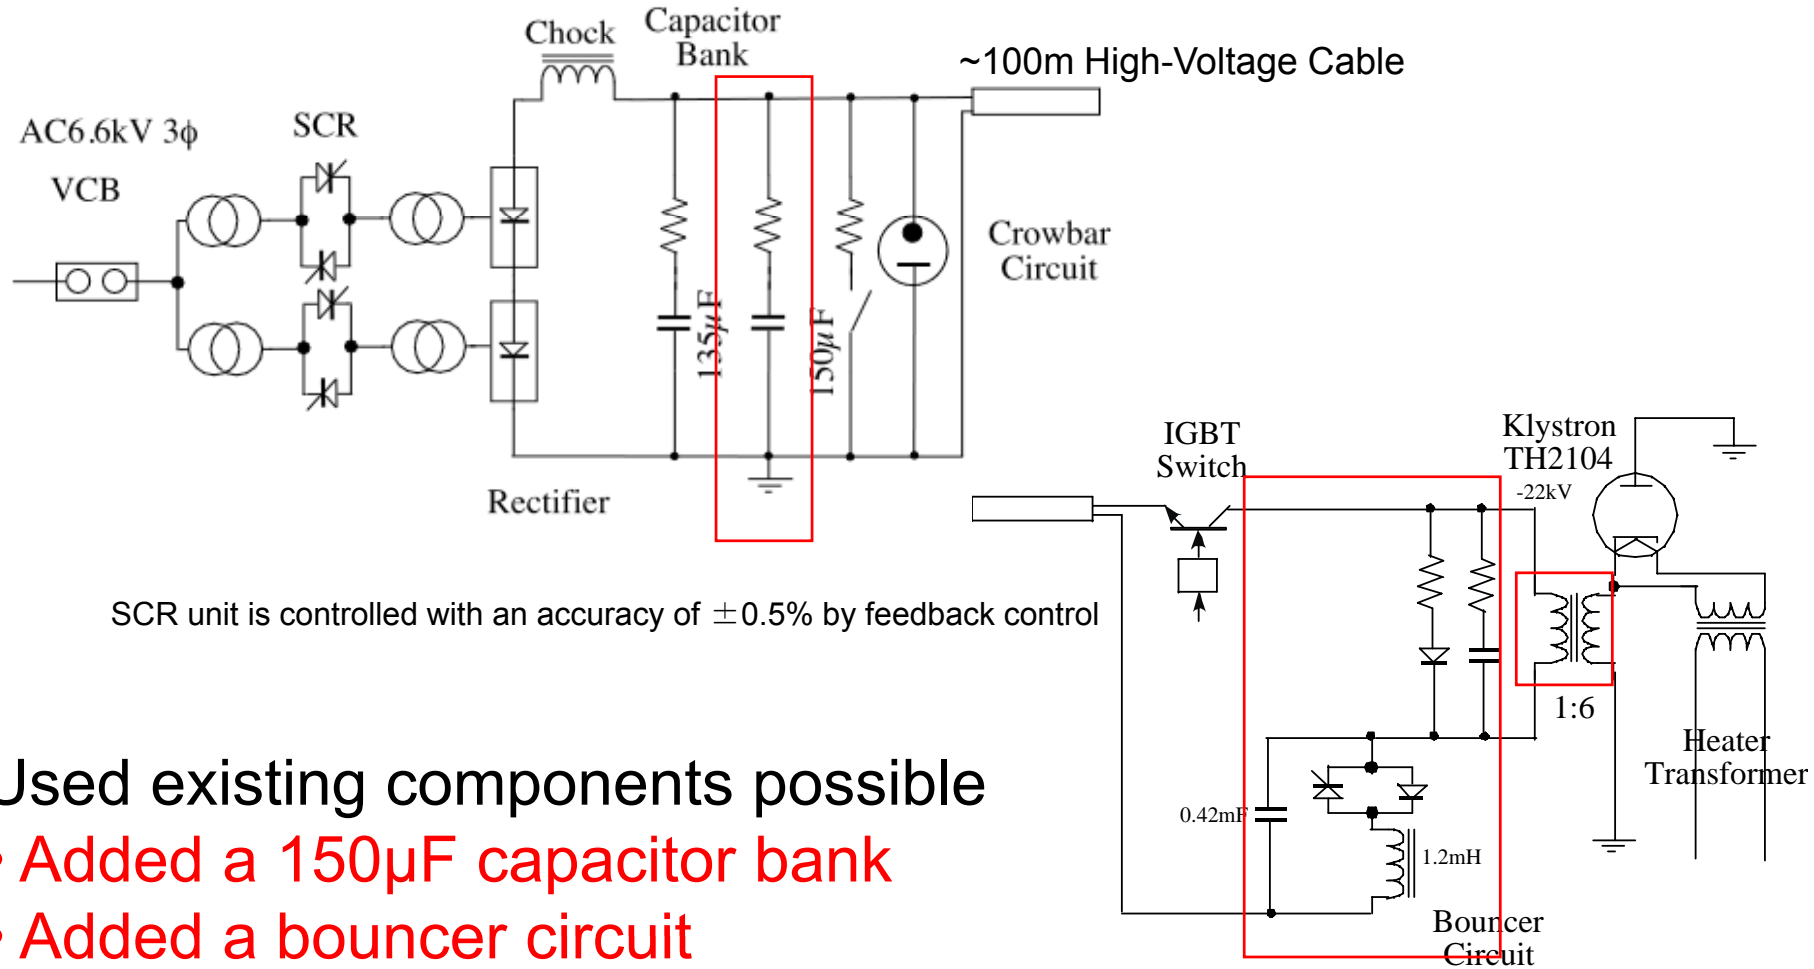 Chock
Capacitor
Bank
~100m High-Voltage Cable
AC6.6kV 3ϕ
SCR
VCB
Crowbar
Circuit
135μF
150μF
Rectifier
IGBT
Switch
Klystron
TH2104
-22kV
SCR unit is controlled with an accuracy of ±0.5% by feedback control
1:6
Heater
Transformer
Used existing components possible
0.42mF
• Added a 150μF capacitor bank
1.2mH
• Added a bouncer circuit
Bouncer
Circuit